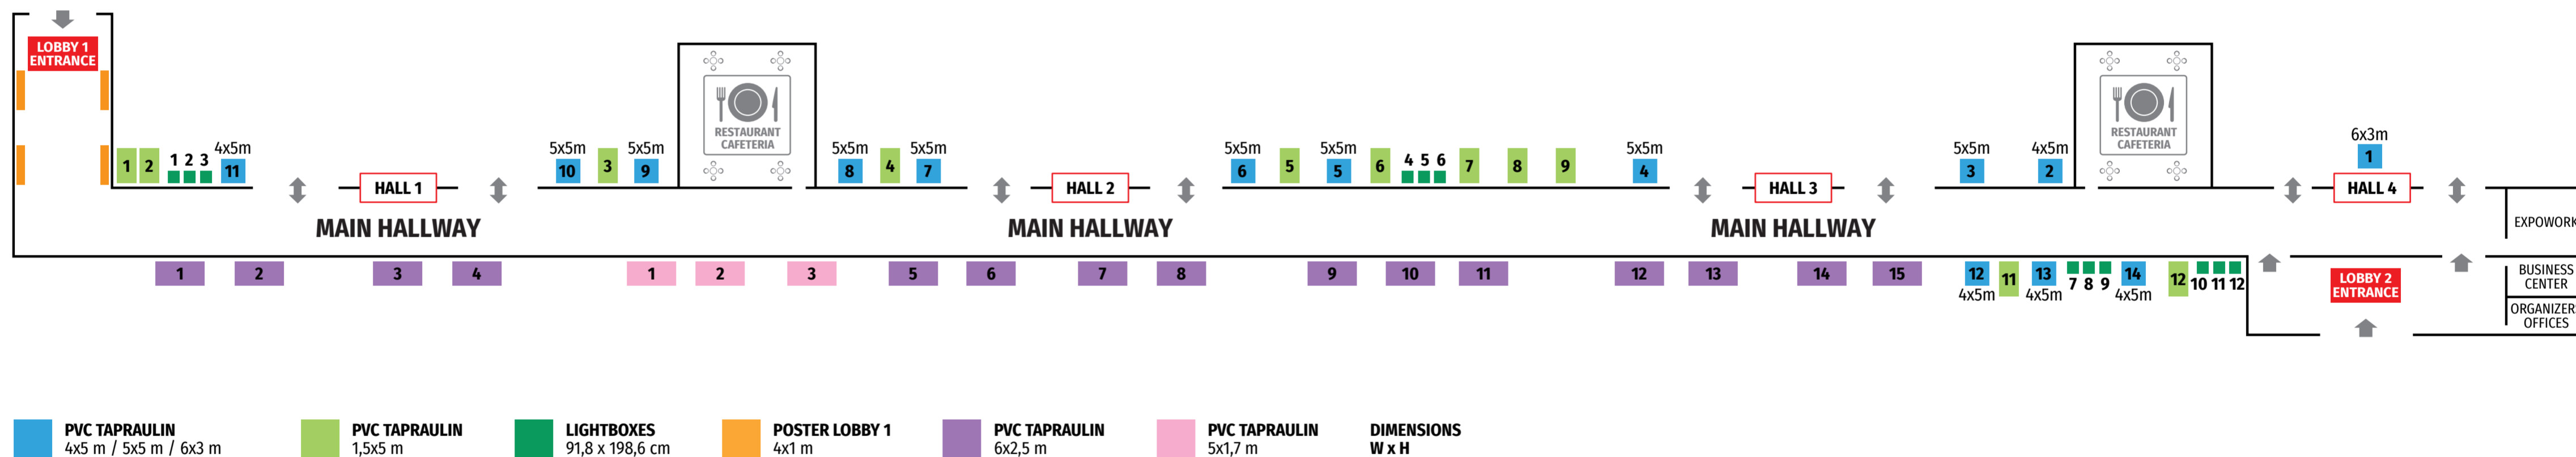 LOBBY 1
ENTRANCE
RESTAURANT
CAFETERIA
RESTAURANT
CAFETERIA
1 2 1 2 3 4x5m 11
5x5m 10 3 5x5m 9
5x5m 8 4 5x5m 7
5x5m 6 5 5x5m 5 6 4 5 6 7 8 9 5x5m 4
5x5m 3 4x5m 2
6x3m 1
HALL 1
HALL 2
HALL 3
HALL 4
MAIN HALLWAY
MAIN HALLWAY
MAIN HALLWAY
EXPOWORK
1 2 3 4 1 2 3 5 6 7 8 9 10 11 12 13 14 15
12 11 13 7 8 9 14 12 10 11 12
4x5m 4x5m 4x5m
LOBBY 2
ENTRANCE
BUSINESS
CENTER
ORGANIZER
OFFICES
PVC TAPRAULIN
4x5 m / 5x5 m / 6x3 m
PVC TAPRAULIN
1,5x5 m
LIGHTBOXES
91,8 x 198,6 cm
POSTER LOBBY 1
4x1 m
PVC TAPRAULIN
6x2,5 m
PVC TAPRAULIN
5x1,7 m
DIMENSIONS
W x H